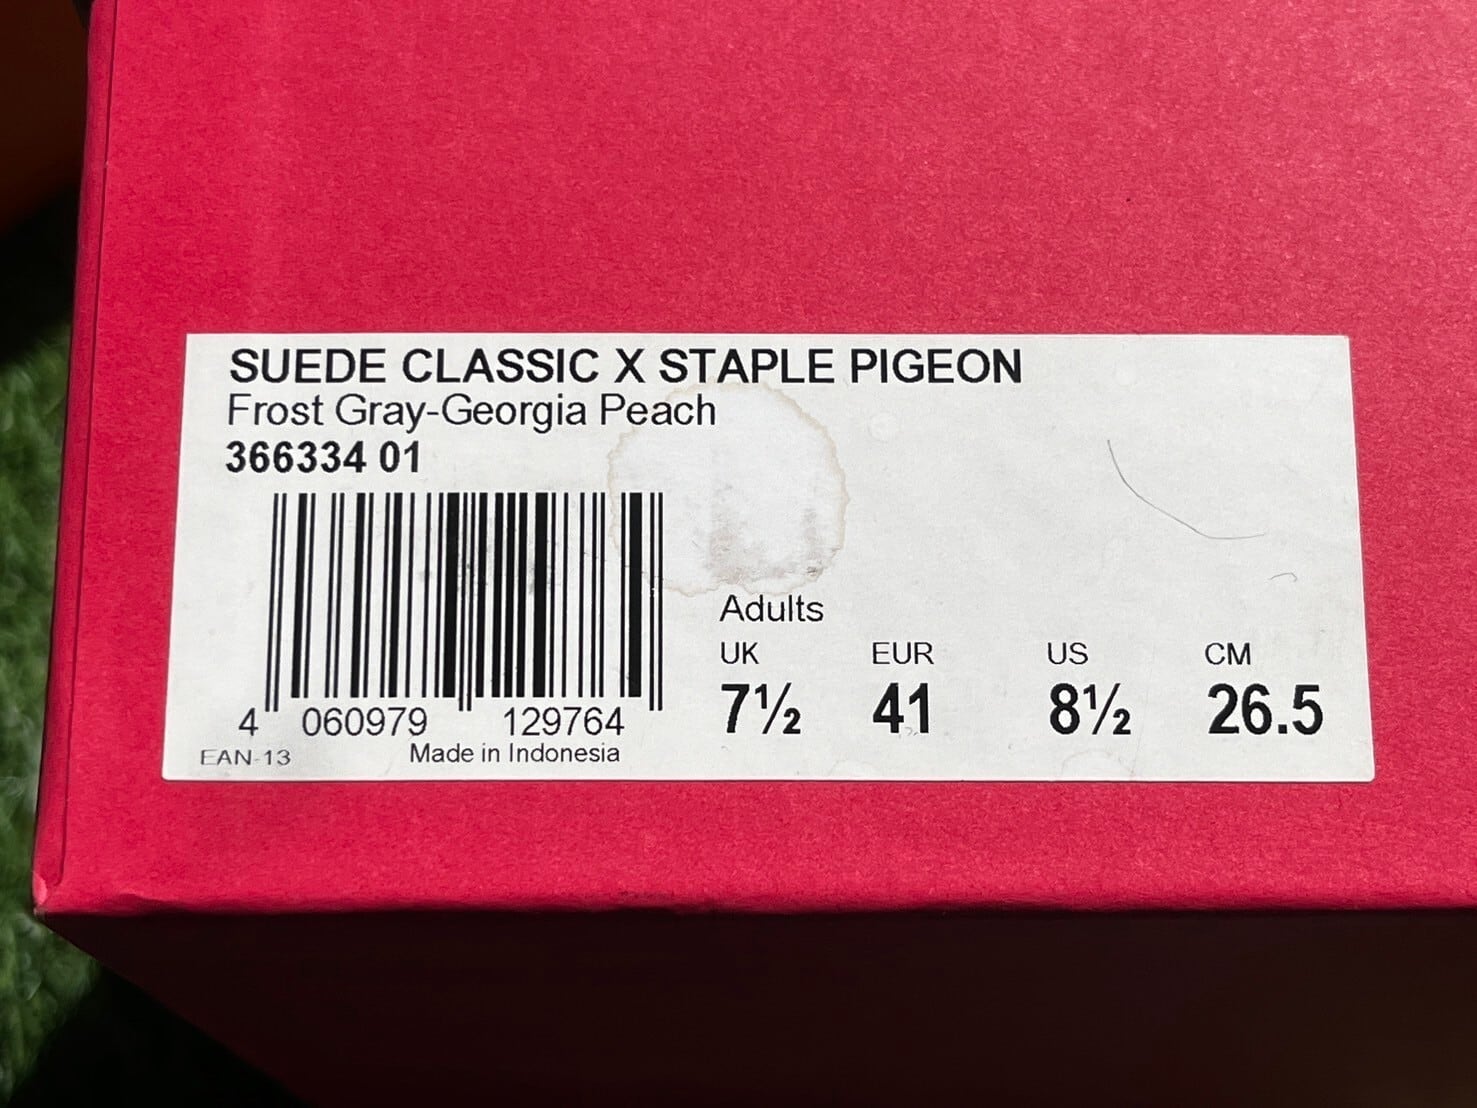 SUEDE CLASSIC X STAPLE PIGEON
Frost Gray-Georgia Peach
366334 01
4 060979 129764
EAN-13 Made in Indonesia
Adults
UK EUR US CM
7½ 41 8½ 26.5